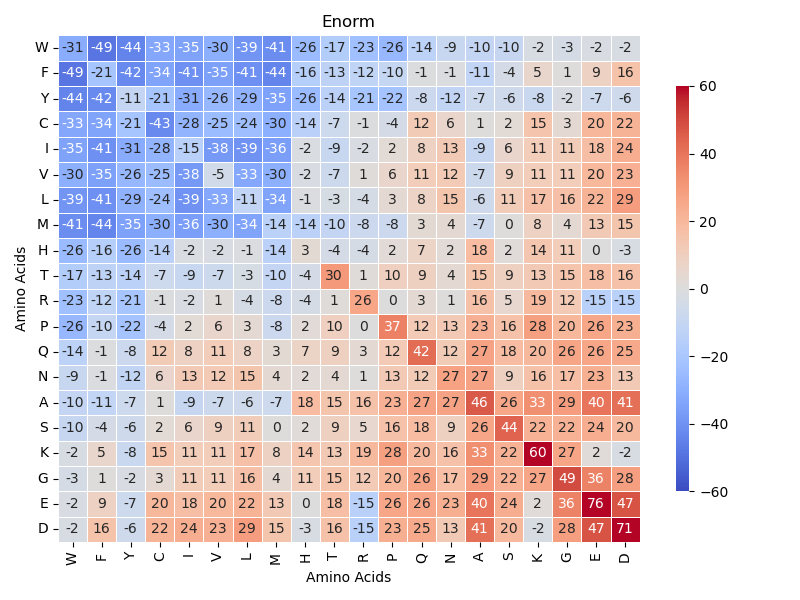 Enorm
W -31 -49 -44 -33 -35 -30 -39 -41 -26 -17 -23 -26 -14 -9 -10 -10 -2 -3 -2 -2
F -49 -21 -42 -34 -41 -35 -41 -44 -16 -13 -12 -10 -1 -1 -11 -4 5 1 9 16
Y -44 -42 -11 -21 -31 -26 -29 -35 -26 -14 -21 -22 -8 -12 -7 -6 -8 -2 -7 -6
C -33 -34 -21 -43 -28 -25 -24 -30 -14 -7 -1 -4 12 6 1 2 15 3 20 22
I -35 -41 -31 -28 -15 -38 -39 -36 -2 -9 -2 2 8 13 -9 6 11 11 18 24
V -30 -35 -26 -25 -38 -5 -33 -30 -2 -7 1 6 11 12 -7 9 11 11 20 23
L -39 -41 -29 -24 -39 -33 -11 -34 -1 -3 -4 3 8 15 -6 11 17 16 22 29
M -41 -44 -35 -30 -36 -30 -34 -14 -14 -10 -8 -8 3 4 -7 0 8 4 13 15
H -26 -16 -26 -14 -2 -2 -1 -14 3 -4 -4 2 7 2 18 2 14 11 0 -3
T -17 -13 -14 -7 -9 -7 -3 -10 -4 30 1 10 9 4 15 9 13 15 18 16
R -23 -12 -21 -1 -2 1 -4 -8 -4 1 26 0 3 1 16 5 19 12 -15 -15
P -26 -10 -22 -4 2 6 3 -8 2 10 0 37 12 13 23 16 28 20 26 23
Q -14 -1 -8 12 8 11 8 3 7 9 3 12 42 12 27 18 20 26 26 25
N -9 -1 -12 6 13 12 15 4 2 4 1 13 12 27 27 9 16 17 23 13
A -10 -11 -7 1 -9 -7 -6 -7 18 15 16 23 27 27 46 26 33 29 40 41
S -10 -4 -6 2 6 9 11 0 2 9 5 16 18 9 26 44 22 22 24 20
K -2 5 -8 15 11 11 17 8 14 13 19 28 20 16 33 22 60 27 2 -2
G -3 1 -2 3 11 11 16 4 11 15 12 20 26 17 29 22 27 49 36 28
E -2 9 -7 20 18 20 22 13 0 18 -15 26 26 23 40 24 2 36 76 47
D -2 16 -6 22 24 23 29 15 -3 16 -15 23 25 13 41 20 -2 28 47 71
W F Y C I V L M H T R P Q N A S K G E D
Amino Acids
Amino Acids
60
40
20
0
−20
−40
−60